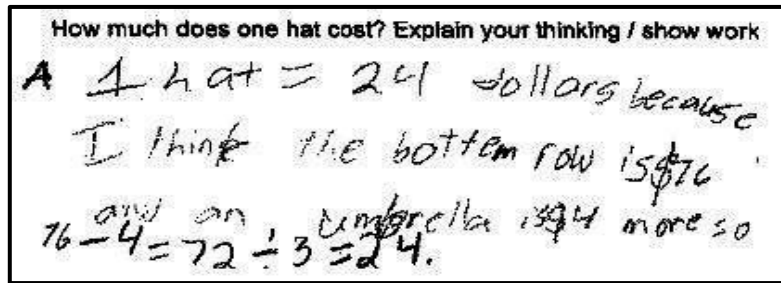 How much does one hat cost? Explain your thinking / show work
A 1 hat = 24 dollars because
I think the bottem row is $76
and an umbrella is $4 more so
76 - 4 = 72 ÷ 3 = 24.